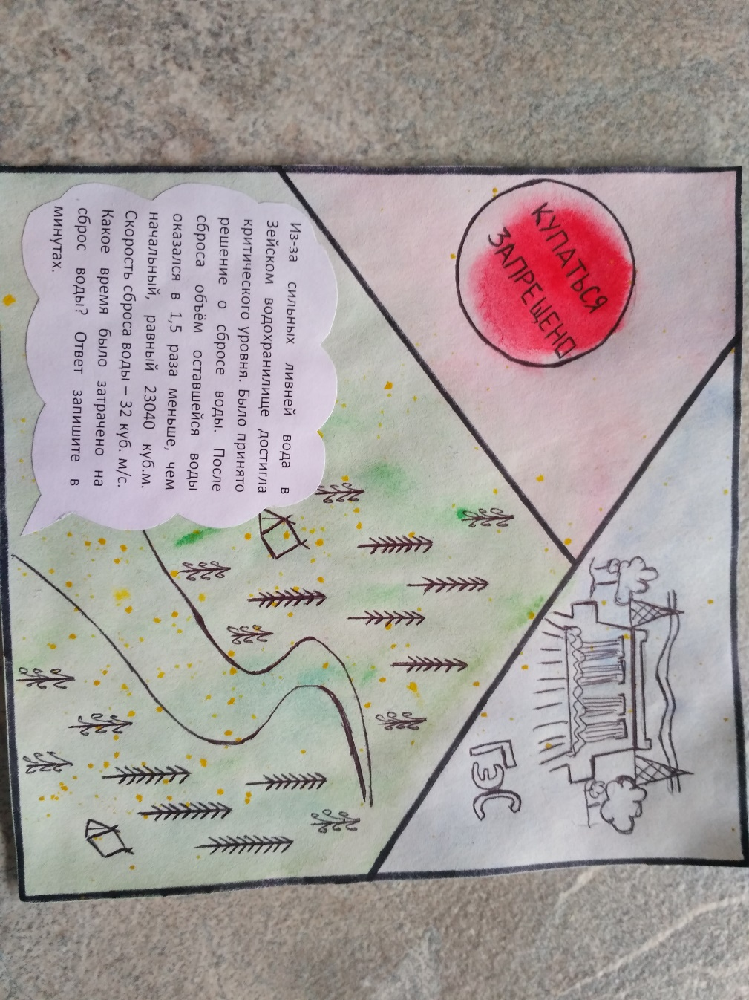 КУПАТЬСЯ
ЗАПРЕЩЕНО
ГЭС
Из-за сильных ливней вода в
Зейском водохранилище достигла
критического уровня. Было принято
решение о сбросе воды. После
сброса объём оставшейся воды
оказался в 1,5 раза меньше, чем
начальный, равный 23040 куб.м.
Скорость сброса воды – 32 куб. м/с.
Какое время было затрачено на
сброс воды? Ответ запишите в
минутах.